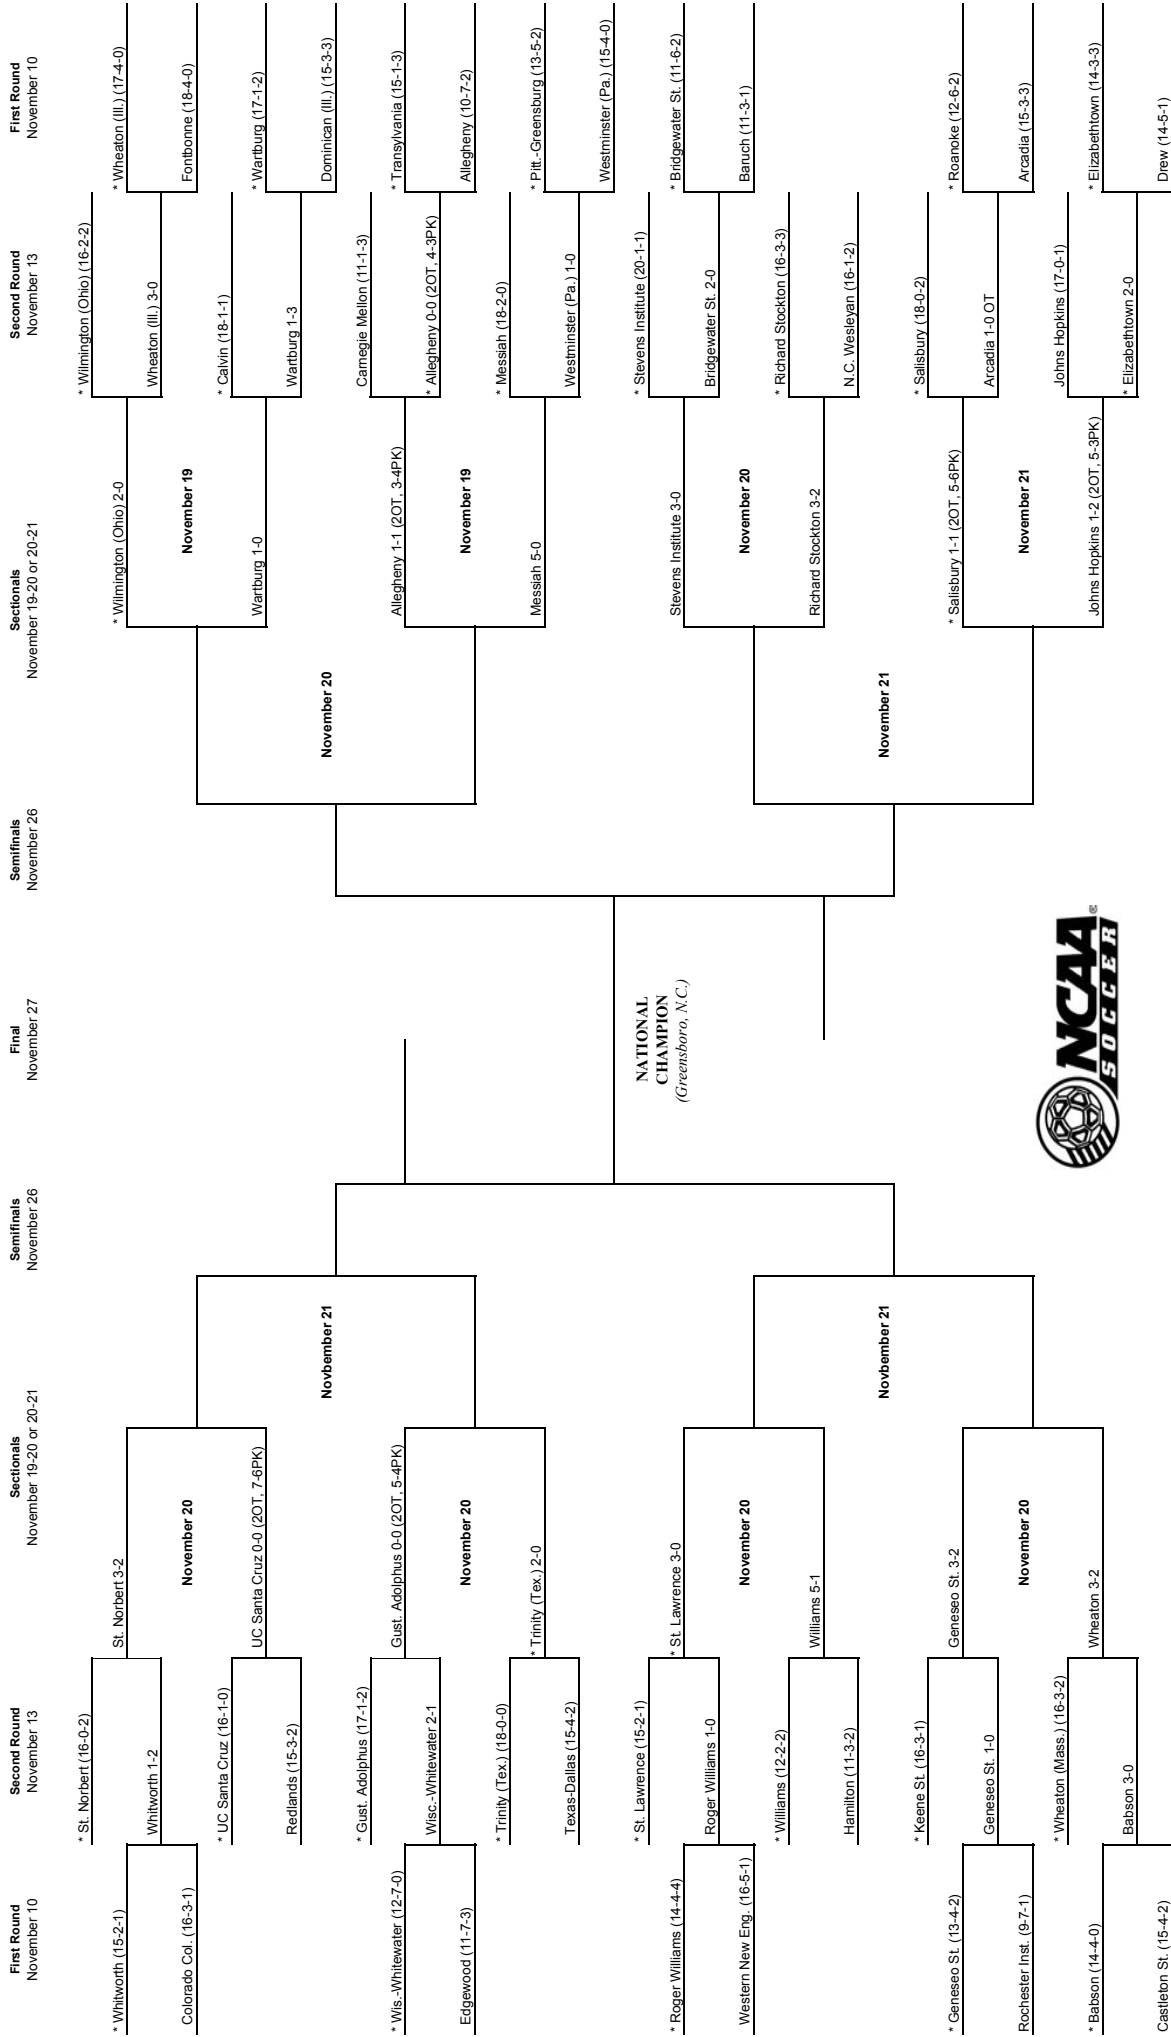 First Round
November 10
Second Round
November 13
Sectionals
November 19-20 or 20-21
Semifinals
November 26
Final
November 27
Semifinals
November 26
Sectionals
November 19-20 or 20-21
Second Round
November 13
First Round
November 10
* Whitworth (15-2-1)
Colorado Col. (16-3-1)
* Wis.-Whitewater (12-7-0)
Edgewood (11-7-3)
* Roger Williams (14-4-4)
Western New Eng. (16-5-1)
* Geneseo St. (13-4-2)
Rochester Inst. (9-7-1)
* Babson (14-4-0)
Castleton St. (15-4-2)
* St. Norbert (16-0-2)
Whitworth 1-2
* UC Santa Cruz (16-1-0)
Redlands (15-3-2)
* Gust. Adolphus (17-1-2)
Wisc.-Whitewater 2-1
* Trinity (Tex.) (18-0-0)
Texas-Dallas (15-4-2)
* St. Lawrence (15-2-1)
Roger Williams 1-0
* Williams (12-2-2)
Hamilton (11-3-2)
* Keene St. (16-3-1)
Geneseo St. 1-0
* Wheaton (Mass.) (16-3-2)
Babson 3-0
St. Norbert 3-2
November 20
UC Santa Cruz 0-0 (2OT, 7-6PK)
Gust. Adolphus 0-0 (2OT, 5-4PK)
November 20
* Trinity (Tex.) 2-0
* St. Lawrence 3-0
November 20
Williams 5-1
Geneseo St. 3-2
November 20
Wheaton 3-2
Novbember 21
Novbember 21
NATIONAL
CHAMPION
(Greensboro, N.C.)
NCAA
SOCCER
®
November 20
November 21
* Wilmington (Ohio) 2-0
November 19
Wartburg 1-0
Allegheny 1-1 (2OT, 3-4PK)
November 19
Messiah 5-0
Stevens Institute 3-0
November 20
Richard Stockton 3-2
* Salisbury 1-1 (2OT, 5-6PK)
November 21
Johns Hopkins 1-2 (2OT, 5-3PK)
* Wilmington (Ohio) (16-2-2)
Wheaton (Ill.) 3-0
* Calvin (18-1-1)
Wartburg 1-3
Carnegie Mellon (11-1-3)
* Allegheny 0-0 (2OT, 4-3PK)
* Messiah (18-2-0)
Westminster (Pa.) 1-0
* Stevens Institute (20-1-1)
Bridgewater St. 2-0
* Richard Stockton (16-3-3)
N.C. Wesleyan (16-1-2)
* Salisbury (18-0-2)
Arcadia 1-0 OT
Johns Hopkins (17-0-1)
* Elizabethtown 2-0
* Wheaton (Ill.) (17-4-0)
Fontbonne (18-4-0)
* Wartburg (17-1-2)
Dominican (Ill.) (15-3-3)
* Transylvania (15-1-3)
Allegheny (10-7-2)
* Pitt.-Greensburg (13-5-2)
Westminster (Pa.) (15-4-0)
* Bridgewater St. (11-6-2)
Baruch (11-3-1)
* Roanoke (12-6-2)
Arcadia (15-3-3)
* Elizabethtown (14-3-3)
Drew (14-5-1)